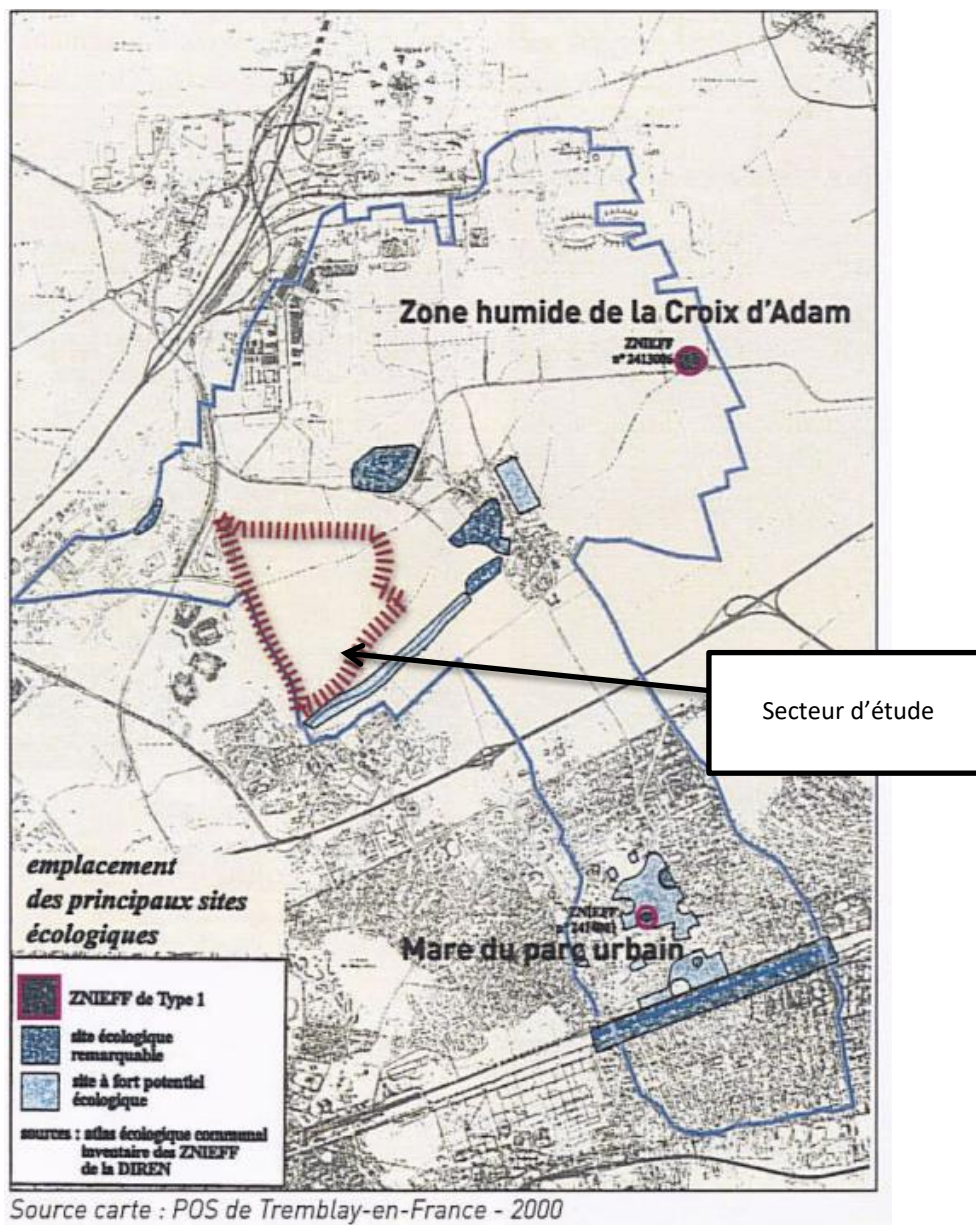 Zone humide de la Croix d'Adam
ZNIEFF
n° 2413006
Secteur d'étude
emplacement
des principaux sites
écologiques
ZNIEFF
Mare du parc urbain
ZNIEFF de Type 1
site écologique
remarquable
site à fort potentiel
écologique
sources : atlas écologique communal
inventaire des ZNIEFF
de la DIREN
Source carte : POS de Tremblay-en-France - 2000